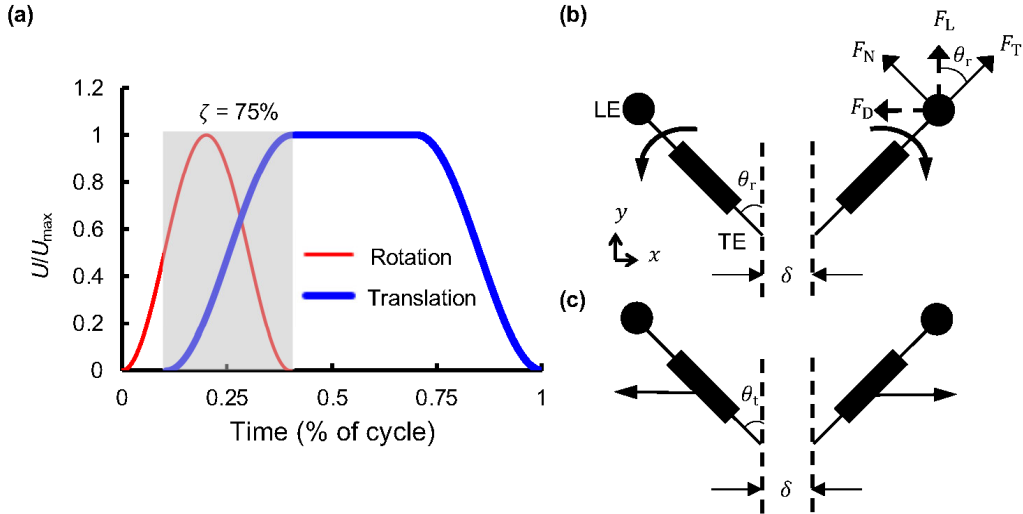 (a)
ζ = 75%
1.2
1
0.8
0.6
0.4
0.2
0
U/Umax
Rotation
Translation
0
0.25
0.5
0.75
1
Time (% of cycle)
(b)
FL
FN
θr
FT
LE
FD
θr
TE
y
x
δ
(c)
θt
δ